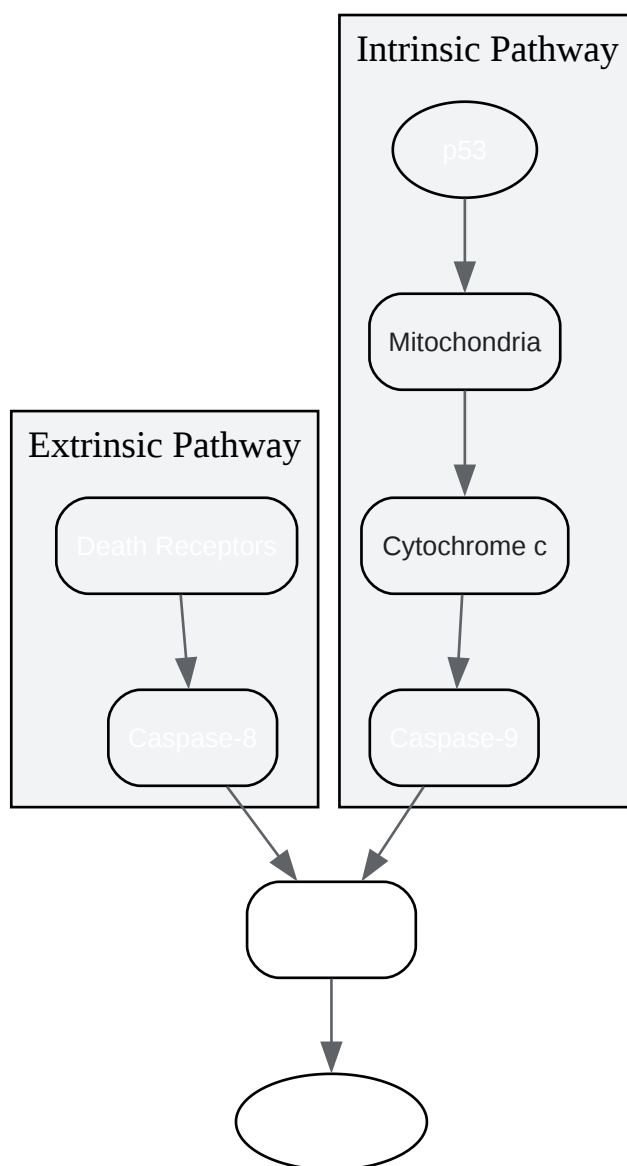 Intrinsic Pathway
p53
Mitochondria
Extrinsic Pathway
Death Receptors
Cytochrome c
Caspase-8
Caspase-9